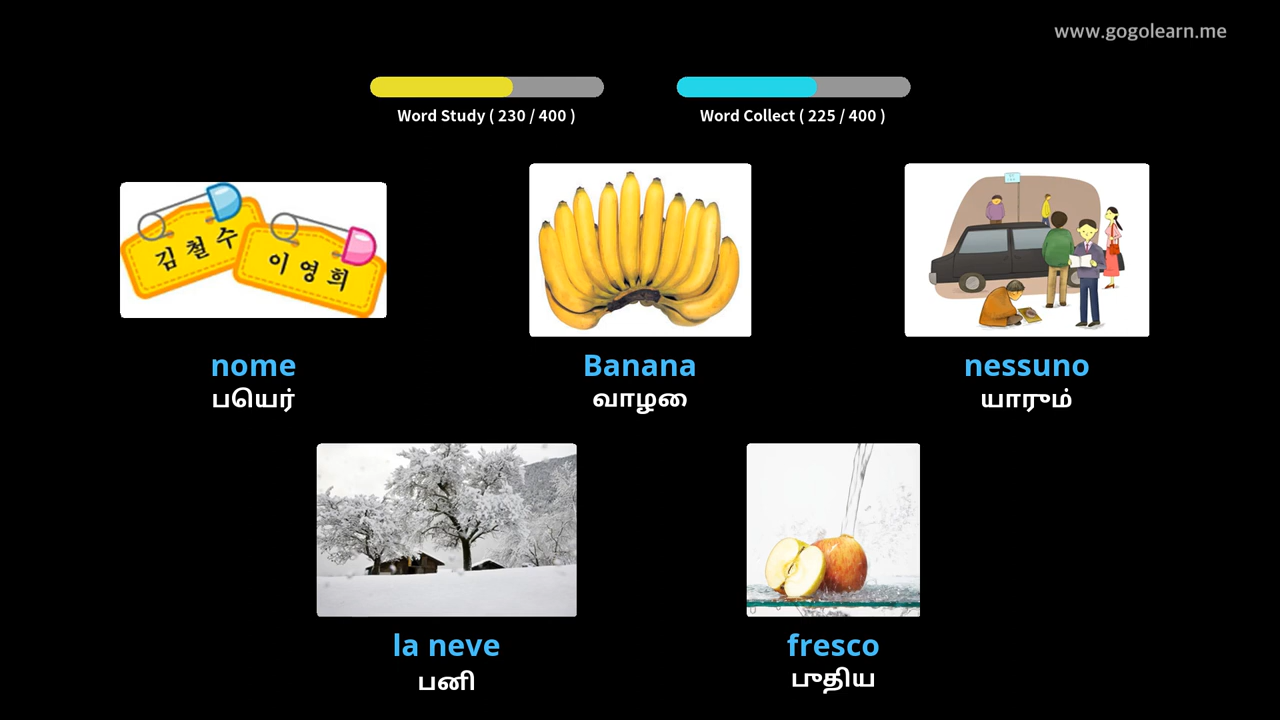 www.gogolearn.me
Word Study ( 230 / 400 )
Word Collect ( 225 / 400 )
김철수
이영희
nome
பயெர்
Banana
வாழை
nessuno
யாரும்
la neve
பனி
fresco
புதிய